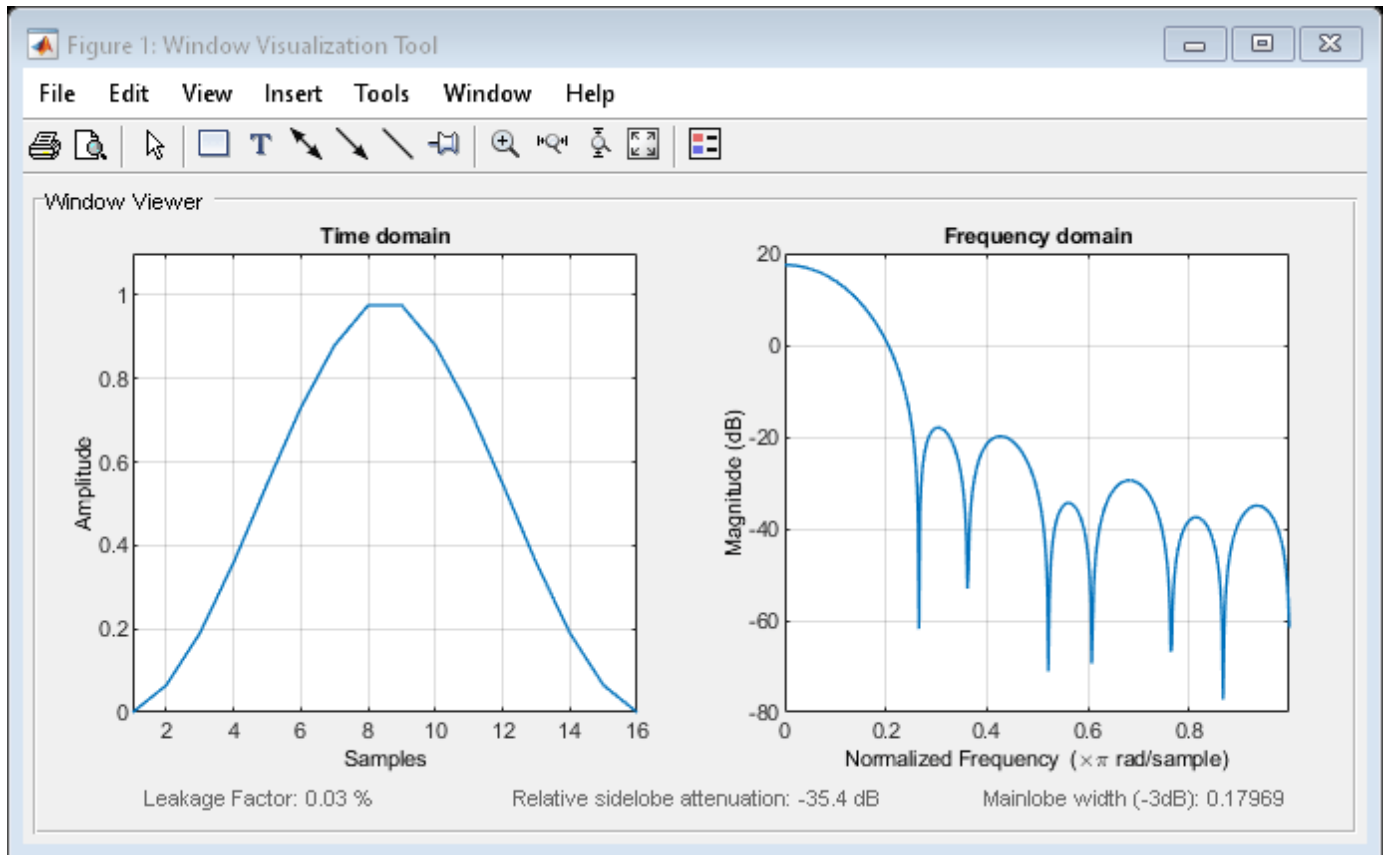 Figure 1: Window Visualization Tool
File Edit View Insert Tools Window Help
T
Window Viewer
Time domain
1
0.8
0.6
0.4
0.2
0
2 4 6 8 10 12 14 16
Amplitude
Samples
Frequency domain
20
0
-20
-40
-60
-80
0 0.2 0.4 0.6 0.8
Magnitude (dB)
Normalized Frequency (×π rad/sample)
Leakage Factor: 0.03 % Relative sidelobe attenuation: -35.4 dB Mainlobe width (-3dB): 0.17969